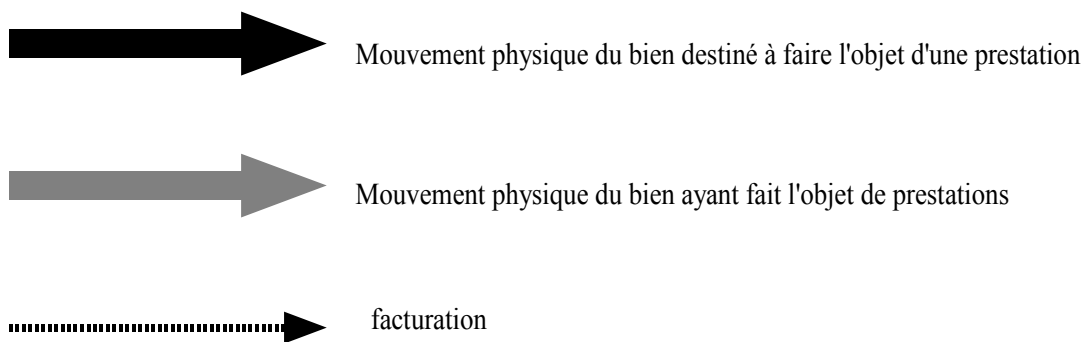 Mouvement physique du bien destiné à faire l'objet d'une prestation
Mouvement physique du bien ayant fait l'objet de prestations
facturation